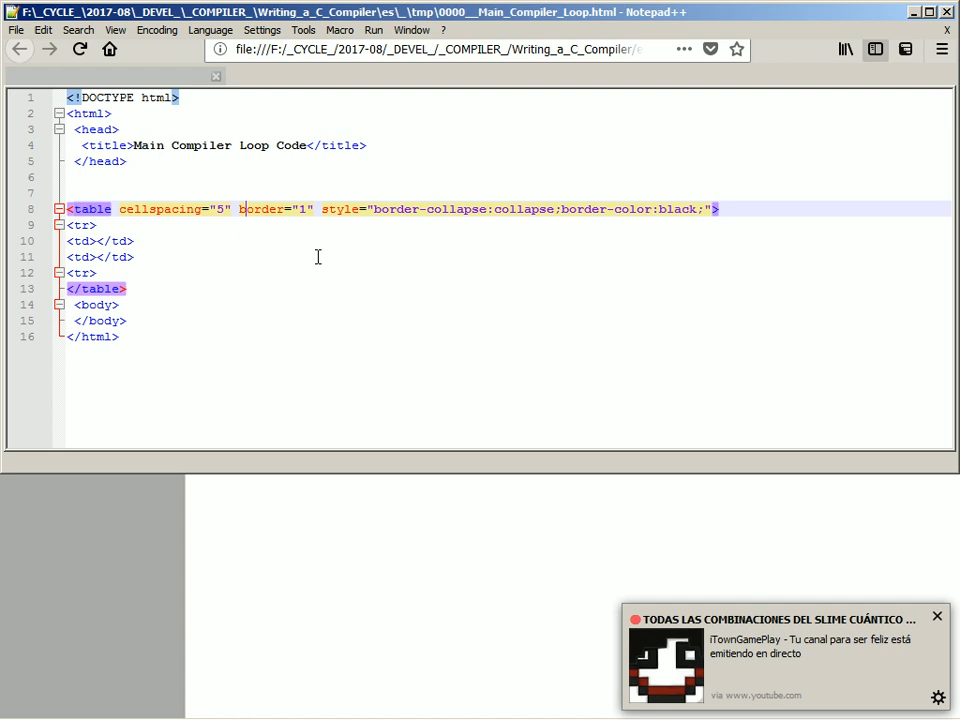 F:\_CYCLE_\2017-08\_DEVEL_\_COMPILER_\Writing_a_C_Compiler\es\_\tmp\0000__Main_Compiler_Loop.html - Notepad++
File Edit Search View Encoding Language Settings Tools Macro Run Window ? X
file:///F:/_CYCLE_/2017-08/_DEVEL_/_COMPILER_/Writing_a_C_Compiler/e
1 <!DOCTYPE html>
2 <html>
3 <head>
4 <title>Main Compiler Loop Code</title>
5 </head>
6
7
8 <table cellspacing="5" border="1" style="border-collapse:collapse;border-color:black;">
9 <tr>
10 <td></td>
11 <td></td>
12 <tr>
13 </table>
14 <body>
15 </body>
16 </html>
TODAS LAS COMBINACIONES DEL SLIME CUÁNTICO ...
iTownGamePlay - Tu canal para ser feliz está
emitiendo en directo
via www.youtube.com